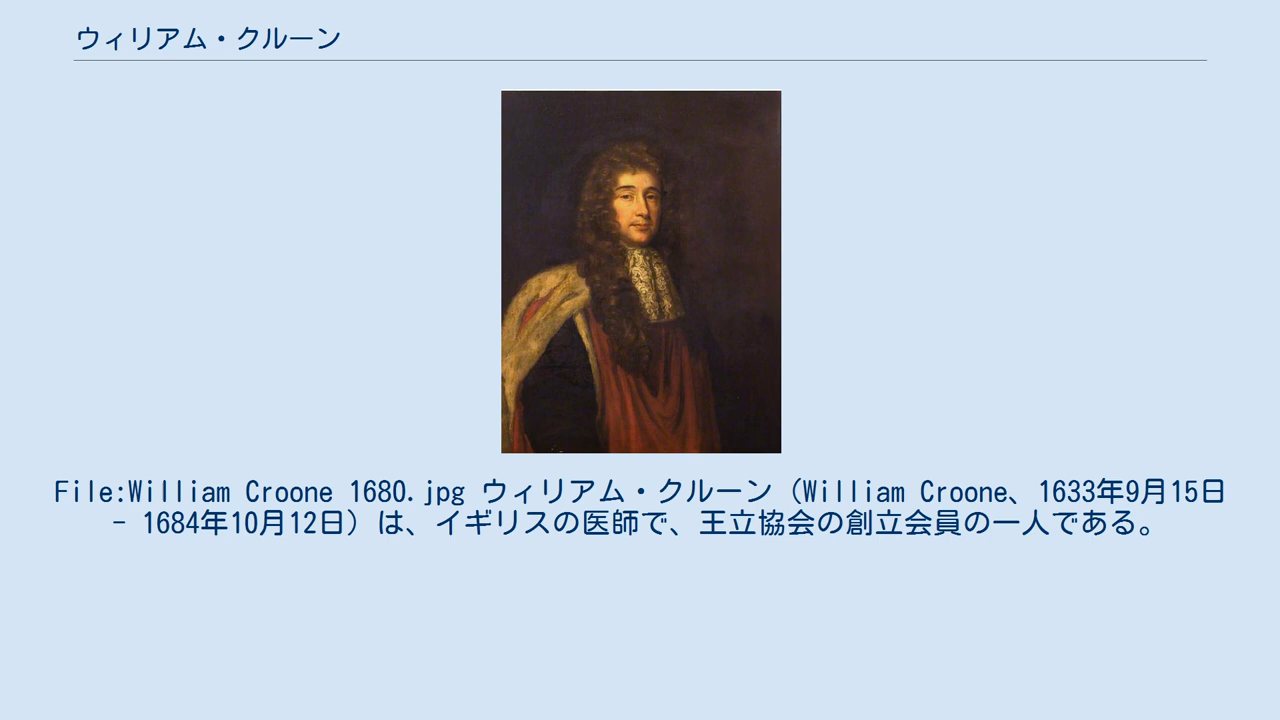 ウィリアム・クルーン
File:William Croone 1680.jpg ウィリアム・クルーン（William Croone、1633年9月15日
- 1684年10月12日）は、イギリスの医師で、王立協会の創立会員の一人である。